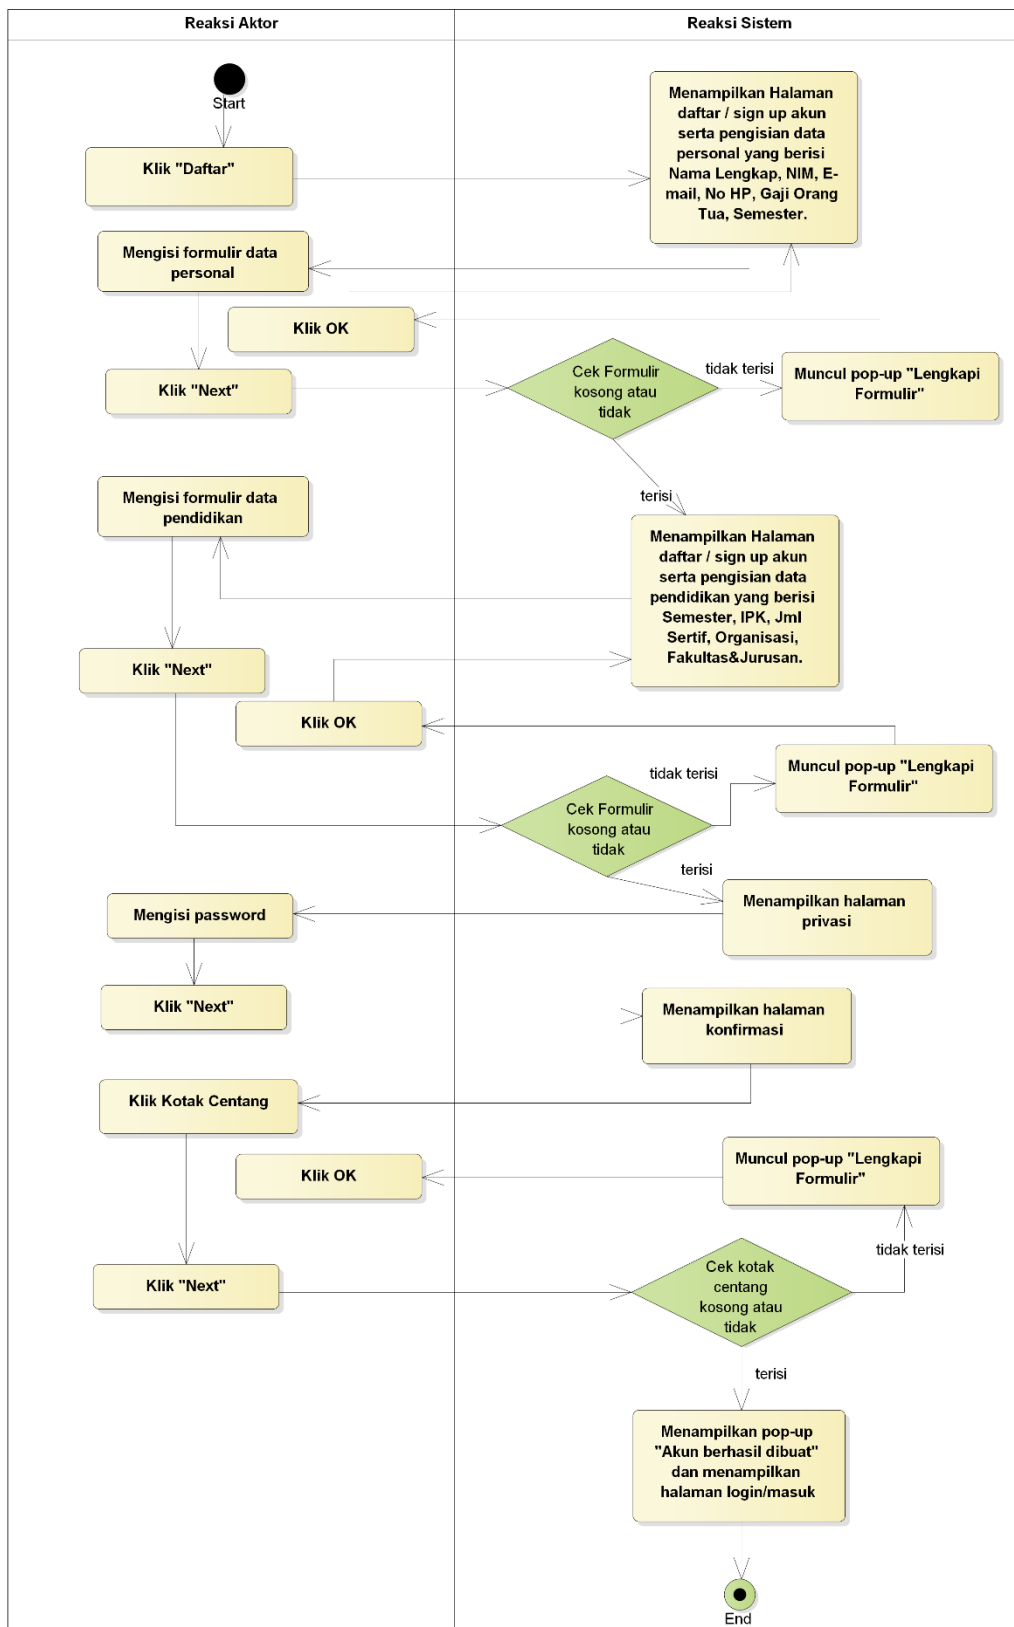 Reaksi Aktor
Reaksi Sistem
Start
Menampilkan Halaman
daftar / sign up akun
serta pengisian data
personal yang berisi
Nama Lengkap, NIM, E-
mail, No HP, Gaji Orang
Tua, Semester.
Klik "Daftar"
Mengisi formulir data
personal
Klik OK
Klik "Next"
Cek Formulir
kosong atau
tidak
tidak terisi
Muncul pop-up "Lengkapi
Formulir"
terisi
Mengisi formulir data
pendidikan
Menampilkan Halaman
daftar / sign up akun
serta pengisian data
pendidikan yang berisi
Semester, IPK, Jml
Sertif, Organisasi,
Fakultas&Jurusan.
Klik "Next"
Klik OK
Muncul pop-up "Lengkapi
Formulir"
tidak terisi
Cek Formulir
kosong atau
tidak
terisi
Mengisi password
Menampilkan halaman
privasi
Klik "Next"
Menampilkan halaman
konfirmasi
Klik Kotak Centang
Klik OK
Muncul pop-up "Lengkapi
Formulir"
tidak terisi
Klik "Next"
Cek kotak
centang
kosong atau
tidak
terisi
Menampilkan pop-up
"Akun berhasil dibuat"
dan menampilkan
halaman login/masuk
End